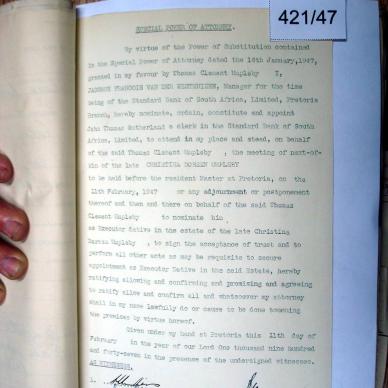 421/47
SPECIAL POWER OF ATTORNEY.
By virtue of the Power of Substitution contained
in the Special Power of Attorney dated the 16th January, 1947,
granted in my favour by Thomas Clement Maplsby I,
FRANCOIS VAN DER WESTHUIZEN, Manager for the time
being of the Standard Bank of South Africa, Limited, Pretoria
Branch, hereby nominate, ordain, constitute and appoint
John Thomas Sutherland a clerk in the Standard Bank of South
Africa, Limited, to attend in my place and stead, on behalf
of the said Thomas Clement Maplsby , the meeting of next-of-
kin of the late CHRISTINA DOREEN
to be held before the resident Master at Pretoria, on the
11th February, 1947 or any adjournment or postponement
thereof and then and there on behalf of the said Thomas
Clement Maplsby to nominate him
as Executor Dative in the estate of the late Christina
Doreen Maplsby , to sign the acceptance of trust and to
perform all other acts as may be requisite to secure
appointment as Executor Dative in the said Estate, hereby
ratifying allowing and confirming and promising and agreeing
to ratify allow and confirm all and whatsoever my attorney
shall in my name lawfully do or cause to be done touching
the premises by virtue hereof.
Given under my hand at Pretoria this 11th day of
February in the year of our Lord One thousand nine hundred
and forty-seven in the presence of the undersigned witnesses.
AS WITNESSES.
1.